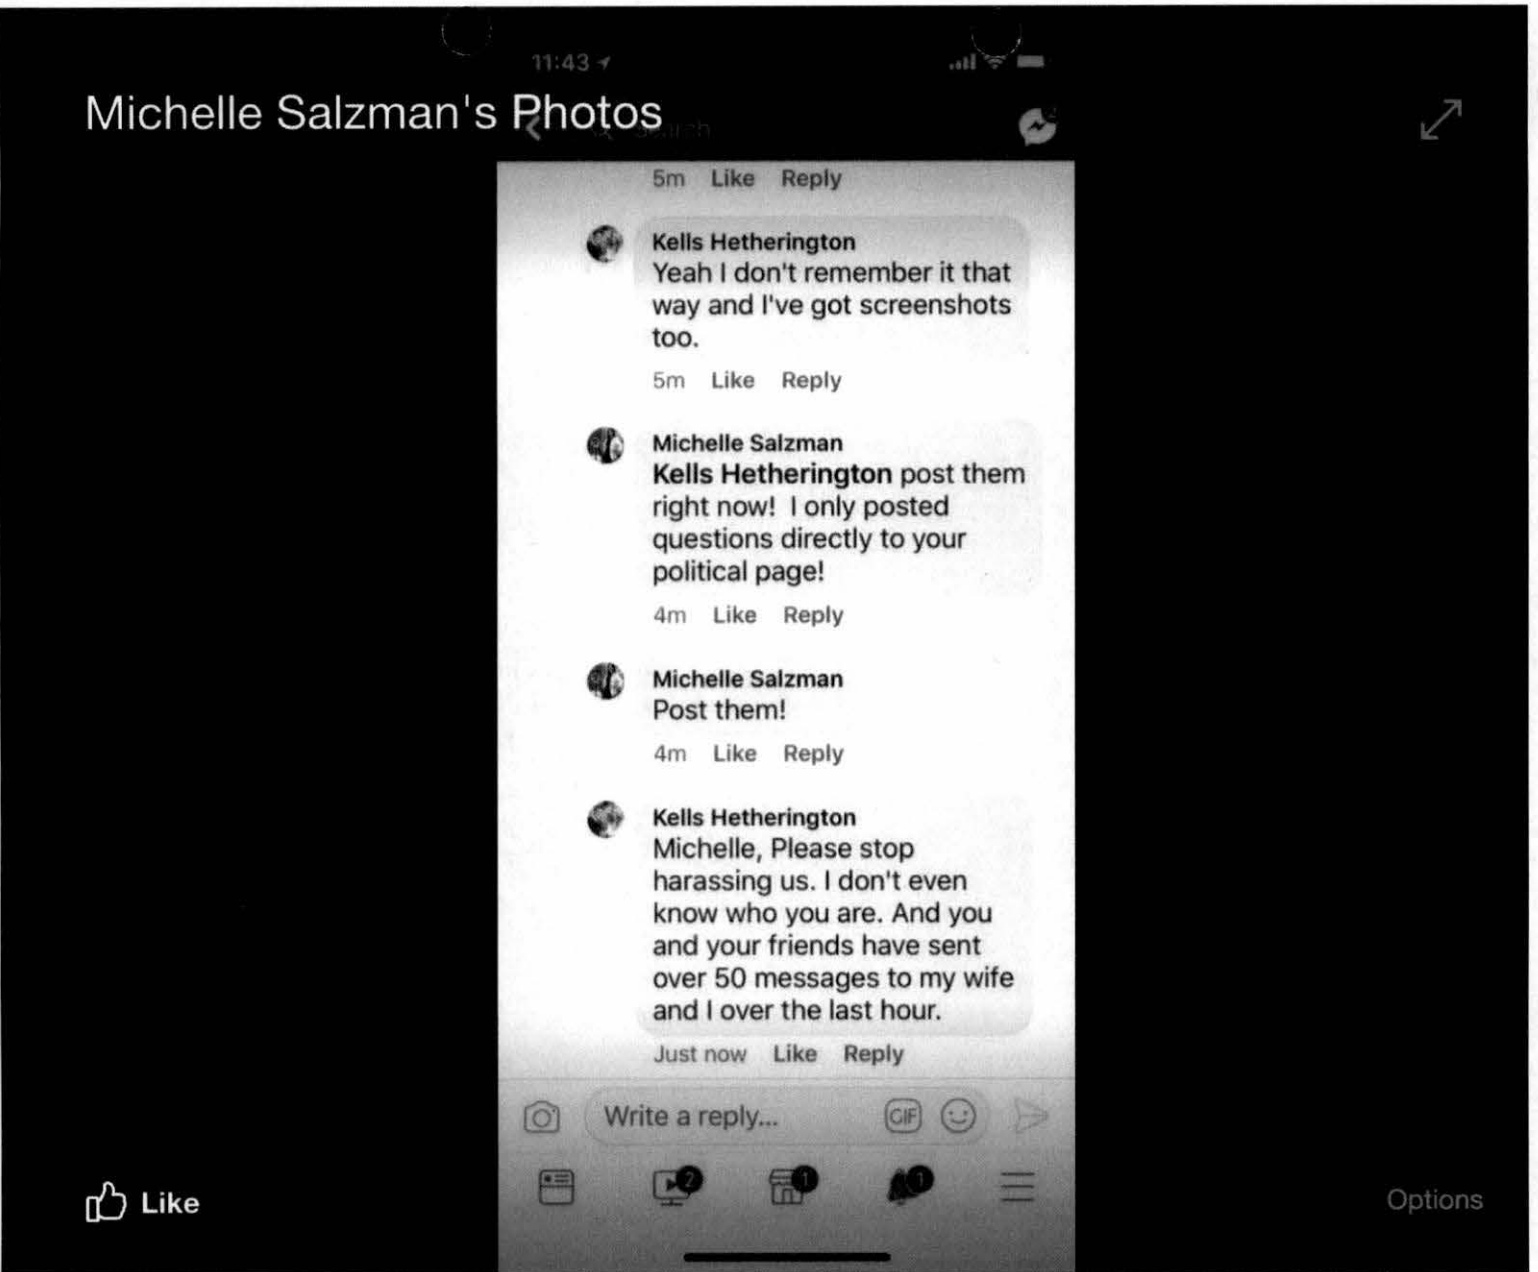 11:43
Michelle Salzman's Photos
Search
5m Like Reply
Kells Hetherington
Yeah I don't remember it that
way and I've got screenshots
too.
5m Like Reply
Michelle Salzman
Kells Hetherington post them
right now!  I only posted
questions directly to your
political page!
4m Like Reply
Michelle Salzman
Post them!
4m Like Reply
Kells Hetherington
Michelle, Please stop
harassing us. I don't even
know who you are. And you
and your friends have sent
over 50 messages to my wife
and I over the last hour.
Just now Like Reply
Write a reply...
GIF
2
1
1
Like
Options